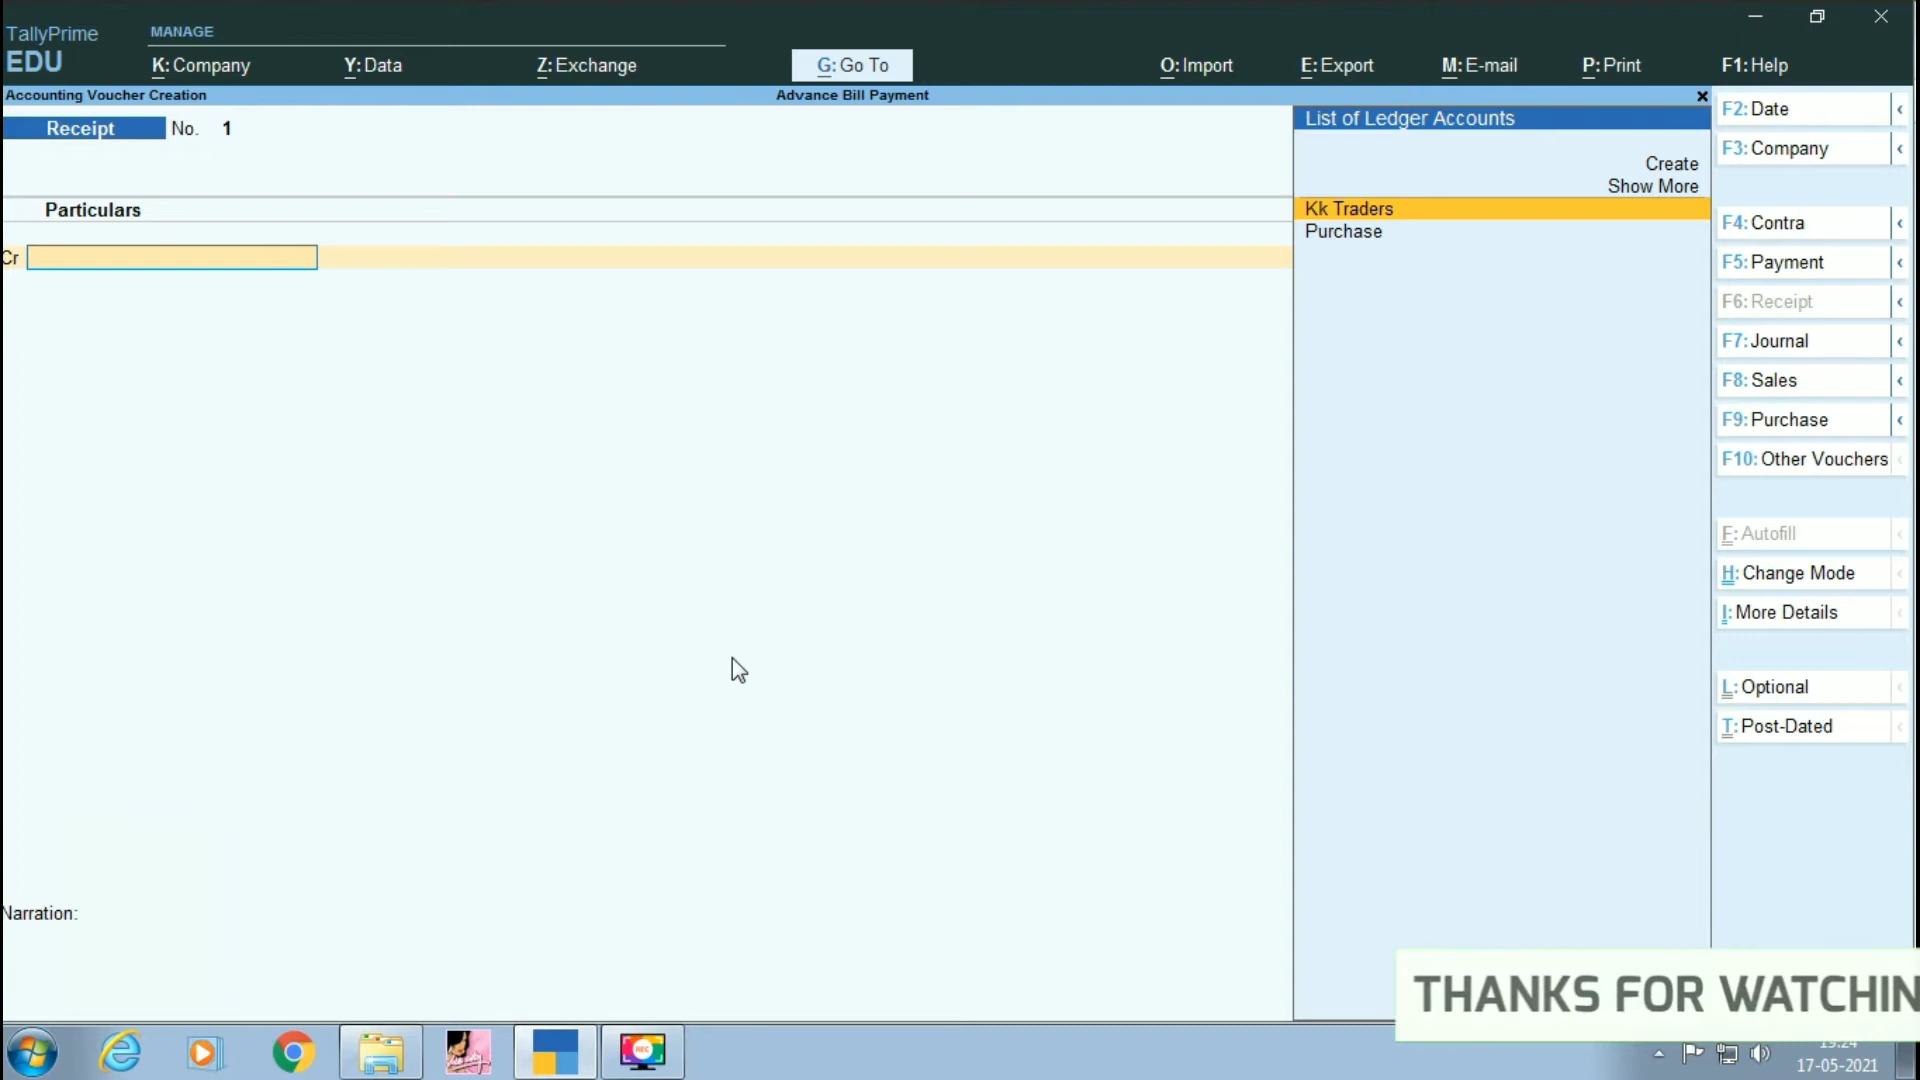 TallyPrime
EDU
MANAGE
K: Company
Y: Data
Z: Exchange
G: Go To
O: Import
E: Export
M: E-mail
P: Print
F1: Help
Accounting Voucher Creation
Advance Bill Payment
Receipt No. 1
Particulars
Cr
Narration:
List of Ledger Accounts
Create
Show More
Kk Traders
Purchase
F2: Date
F3: Company
F4: Contra
F5: Payment
F6: Receipt
F7: Journal
F8: Sales
F9: Purchase
F10: Other Vouchers
F: Autofill
H: Change Mode
I: More Details
L: Optional
T: Post-Dated
THANKS FOR WATCHIN
REC
19:24
17-05-2021